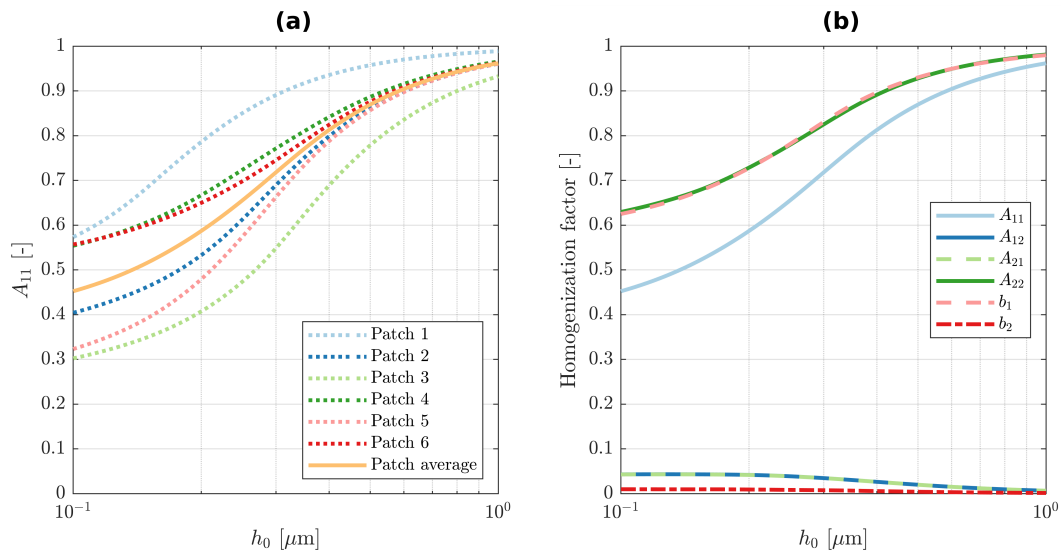 (a)
1
0.9
0.8
0.7
0.6
0.5
0.4
0.3
0.2
0.1
0
A₁₁ [-]
Patch 1
Patch 2
Patch 3
Patch 4
Patch 5
Patch 6
Patch average
10⁻¹
10⁰
h₀ [μm]
(b)
1
0.9
0.8
0.7
0.6
0.5
0.4
0.3
0.2
0.1
0
Homogenization factor [-]
A₁₁
A₁₂
A₂₁
A₂₂
b₁
b₂
10⁻¹
10⁰
h₀ [μm]